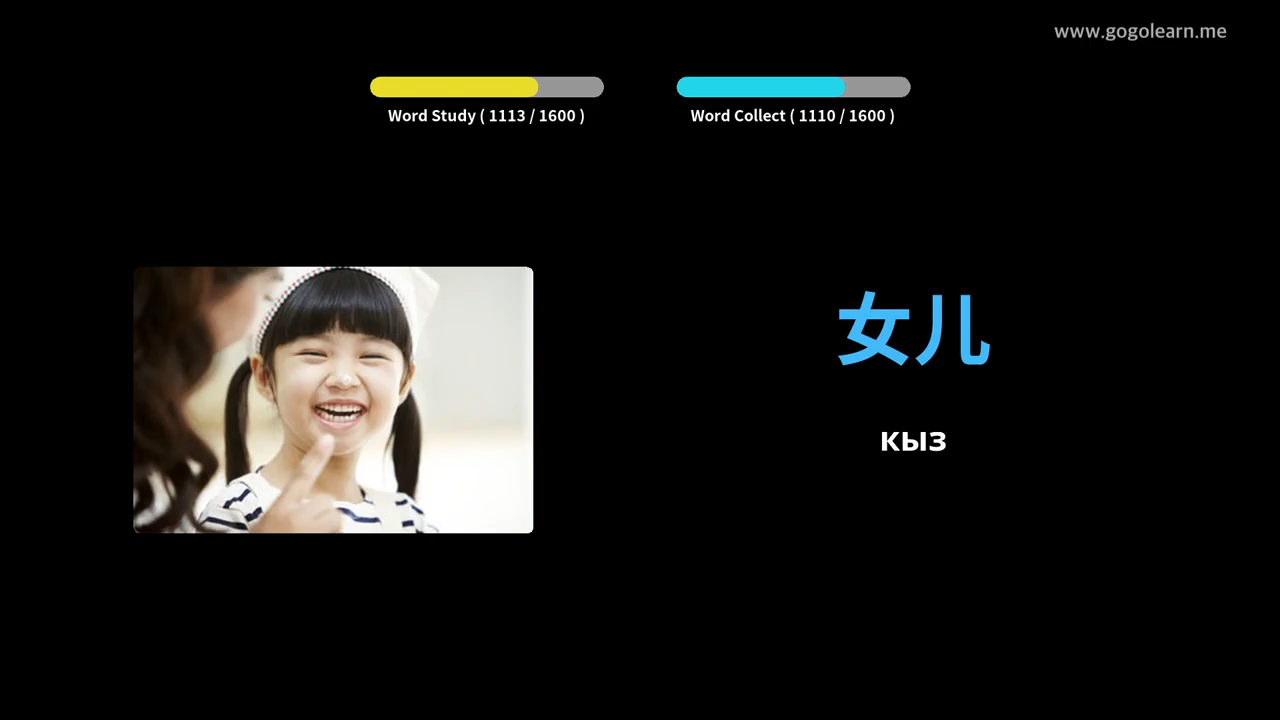 www.gogolearn.me
Word Study ( 1113 / 1600 )
Word Collect ( 1110 / 1600 )
女儿
кыз